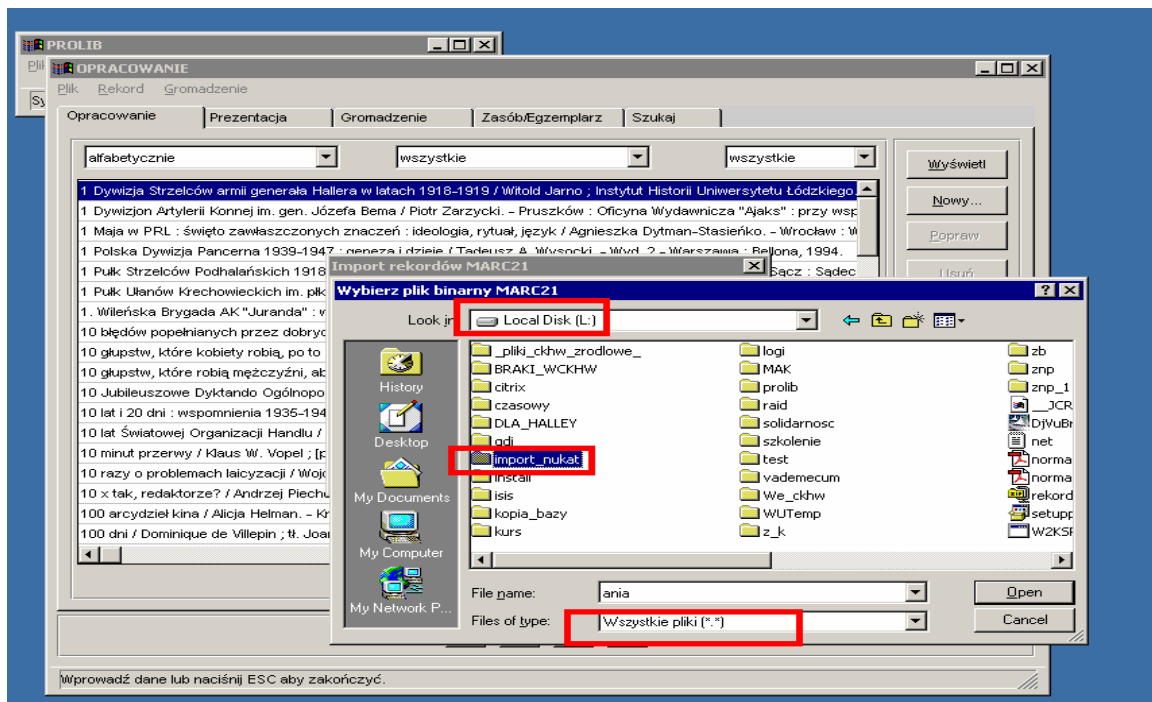 PROLIB
OPRACOWANIE
Plik Rekord Gromadzenie
Opracowanie Prezentacja Gromadzenie Zasób/Egzemplarz Szukaj
alfabetycznie wszystkie wszystkie
Wyświetl
Nowy...
Popraw
Usuń
1 Dywizja Strzelców armii generała Hallera w latach 1918-1919 / Witold Jarno ; Instytut Historii Uniwersytetu Łódzkiego
1 Dywizjon Artylerii Konnej im. gen. Józefa Bema / Piotr Zarzycki. – Pruszków : Oficyna Wydawnicza "Ajaks" : przy wsp
1 Maja w PRL : święto zawłaszczonych znaczeń : ideologia, rytuał, język / Agnieszka Dytman-Stasieńko. – Wrocław : W
1 Polska Dywizja Pancerna 1939-1947 : geneza i dzieje / Tadeusz A. Wysocki. – Wyd. 2 – Warszawa : Bellona, 1994.
1 Pułk Strzelców Podhalańskich 1918 Sącz : Sądec
1 Pułk Ułanów Krechowieckich im. płk
1. Wileńska Brygada AK "Juranda" : w
10 błędów popełnianych przez dobryc
10 głupstw, które kobiety robią, po to
10 głupstw, które robią mężczyźni, ab
10 Jubileuszowe Dyktando Ogólnopo
10 lat i 20 dni : wspomnienia 1935-194
10 lat Światowej Organizacji Handlu /
10 minut przerwy / Klaus W. Vopel ; [p
10 razy o problemach laicyzacji / Wojc
10 x tak, redaktorze? / Andrzej Piechu
100 arcydzieł kina / Alicja Helman. – Kr
100 dni / Dominique de Villepin ; tł. Joa
Import rekordów MARC21
Wybierz plik binarny MARC21
Look in Local Disk (L:)
History
Desktop
My Documents
My Computer
My Network P...
_pliki_ckhw_zrodlowe_
BRAKI_WCKHW
citrix
czasowy
DLA_HALLEY
gdi
import_nukat
install
isis
kopia_bazy
kurs
logi
MAK
prolib
raid
solidarnosc
szkolenie
test
vademecum
We_ckhw
WUTemp
z_k
zb
znp
znp_1
__JCR
DjVuBr
net
norma
norma
rekord
setupp
W2KSP
File name: ania Open
Files of type: Wszystkie pliki (*.*) Cancel
Wprowadź dane lub naciśnij ESC aby zakończyć.